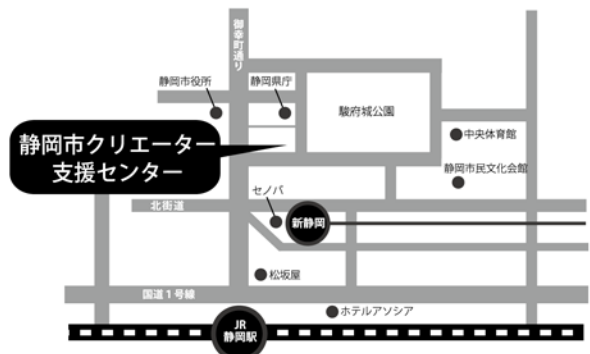 御幸町通り
静岡市役所
静岡県庁
駿府城公園
中央体育館
静岡市クリエーター
支援センター
静岡市民文化会館
セノバ
北街道
新静岡
松坂屋
国道1号線
ホテルアソシア
JR
静岡駅